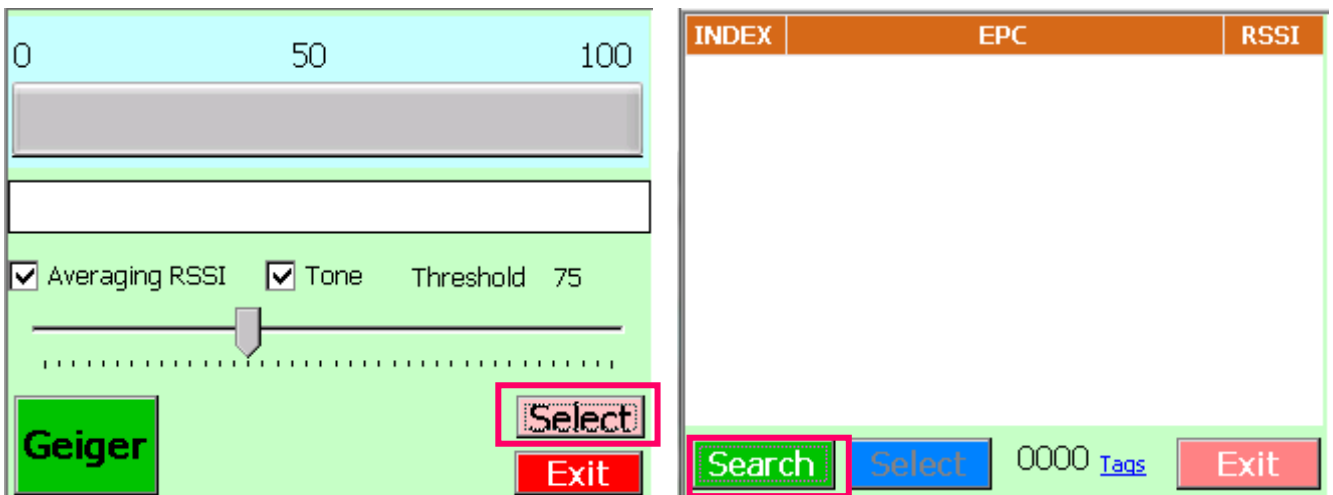 0 50 100
Averaging RSSI Tone Threshold 75
Geiger
Select
Exit
INDEX EPC RSSI
Search Select 0000 Tags Exit